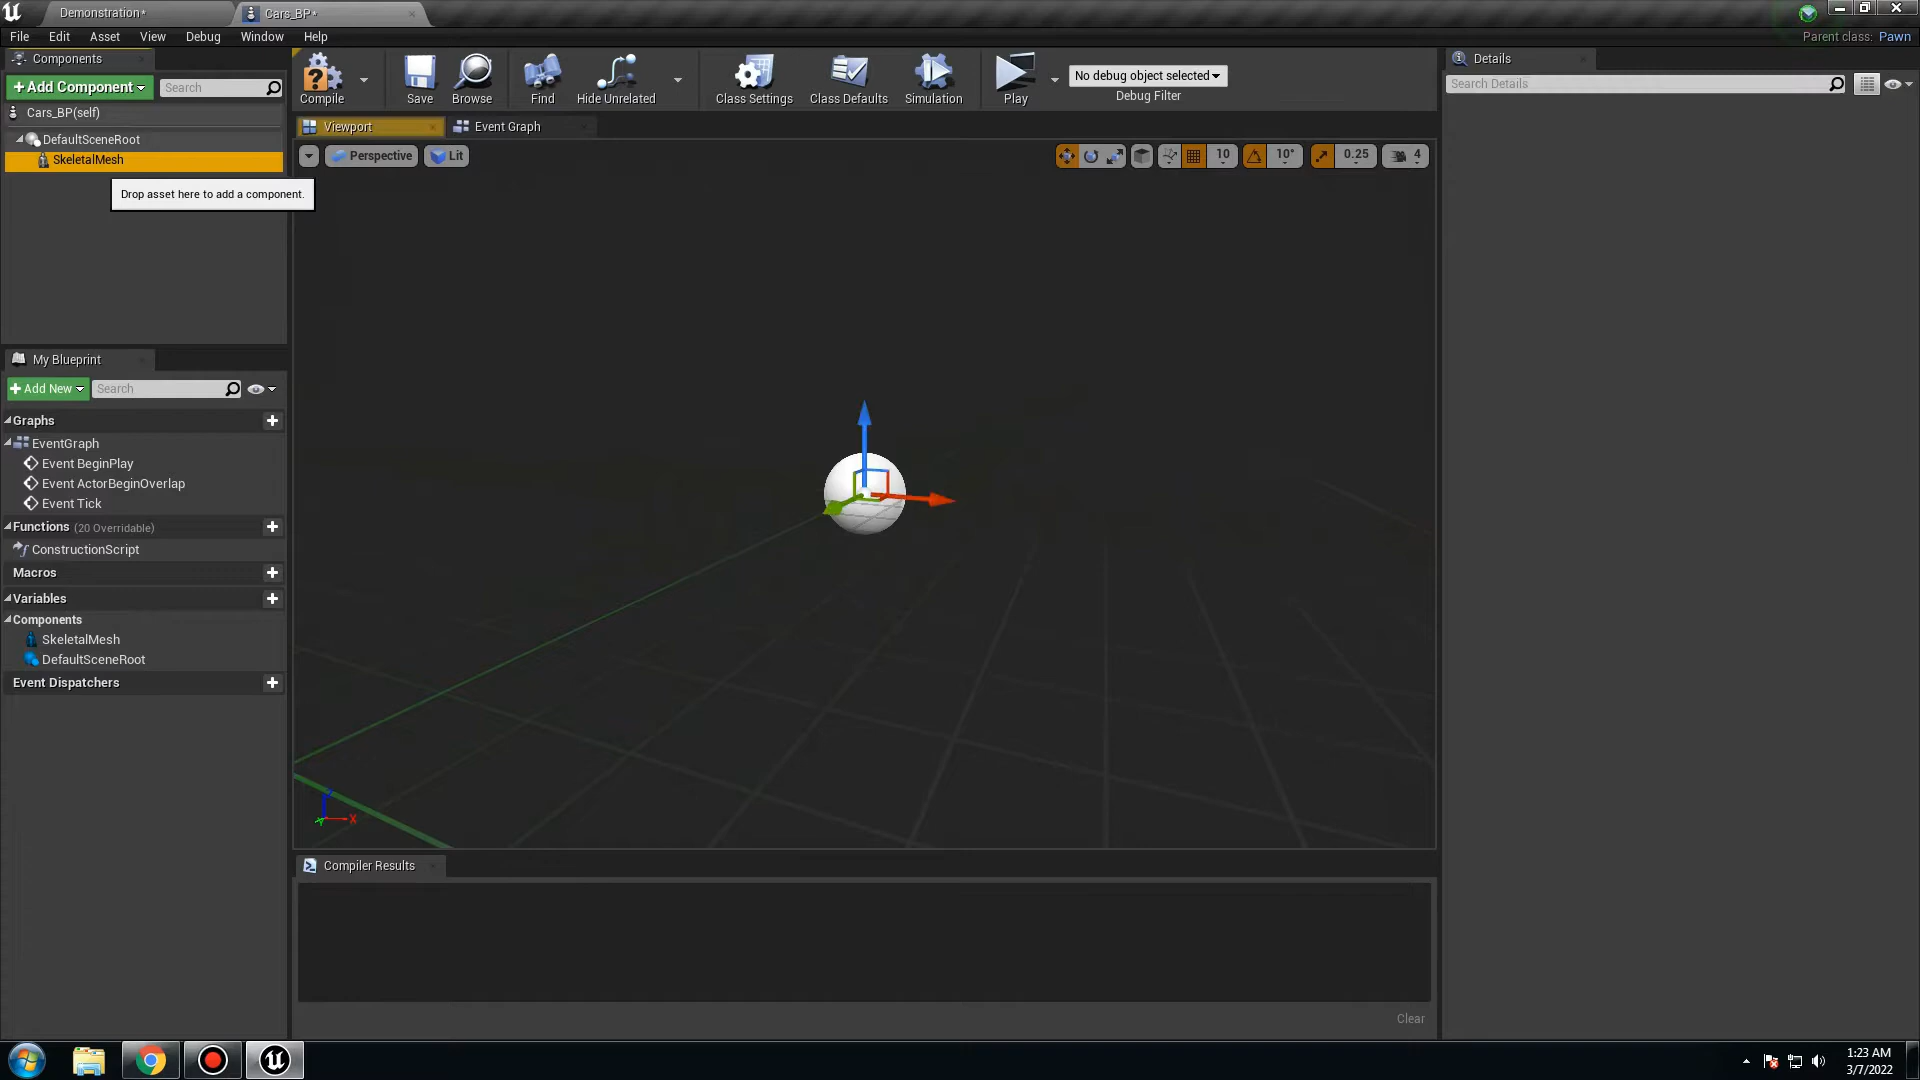 Demonstration*
Cars_BP*
File Edit Asset View Debug Window Help
Parent class: Pawn
Components
+Add Component
Search
Cars_BP(self)
DefaultSceneRoot
SkeletalMesh
Drop asset here to add a component.
Compile
Save
Browse
Find
Hide Unrelated
Class Settings
Class Defaults
Simulation
Play
No debug object selected
Debug Filter
Viewport
Event Graph
Perspective
Lit
10
10°
0.25
4
Details
Search Details
My Blueprint
+Add New
Search
Graphs
EventGraph
Event BeginPlay
Event ActorBeginOverlap
Event Tick
Functions (20 Overridable)
ConstructionScript
Macros
Variables
Components
SkeletalMesh
DefaultSceneRoot
Event Dispatchers
X
Compiler Results
Clear
1:23 AM
3/7/2022